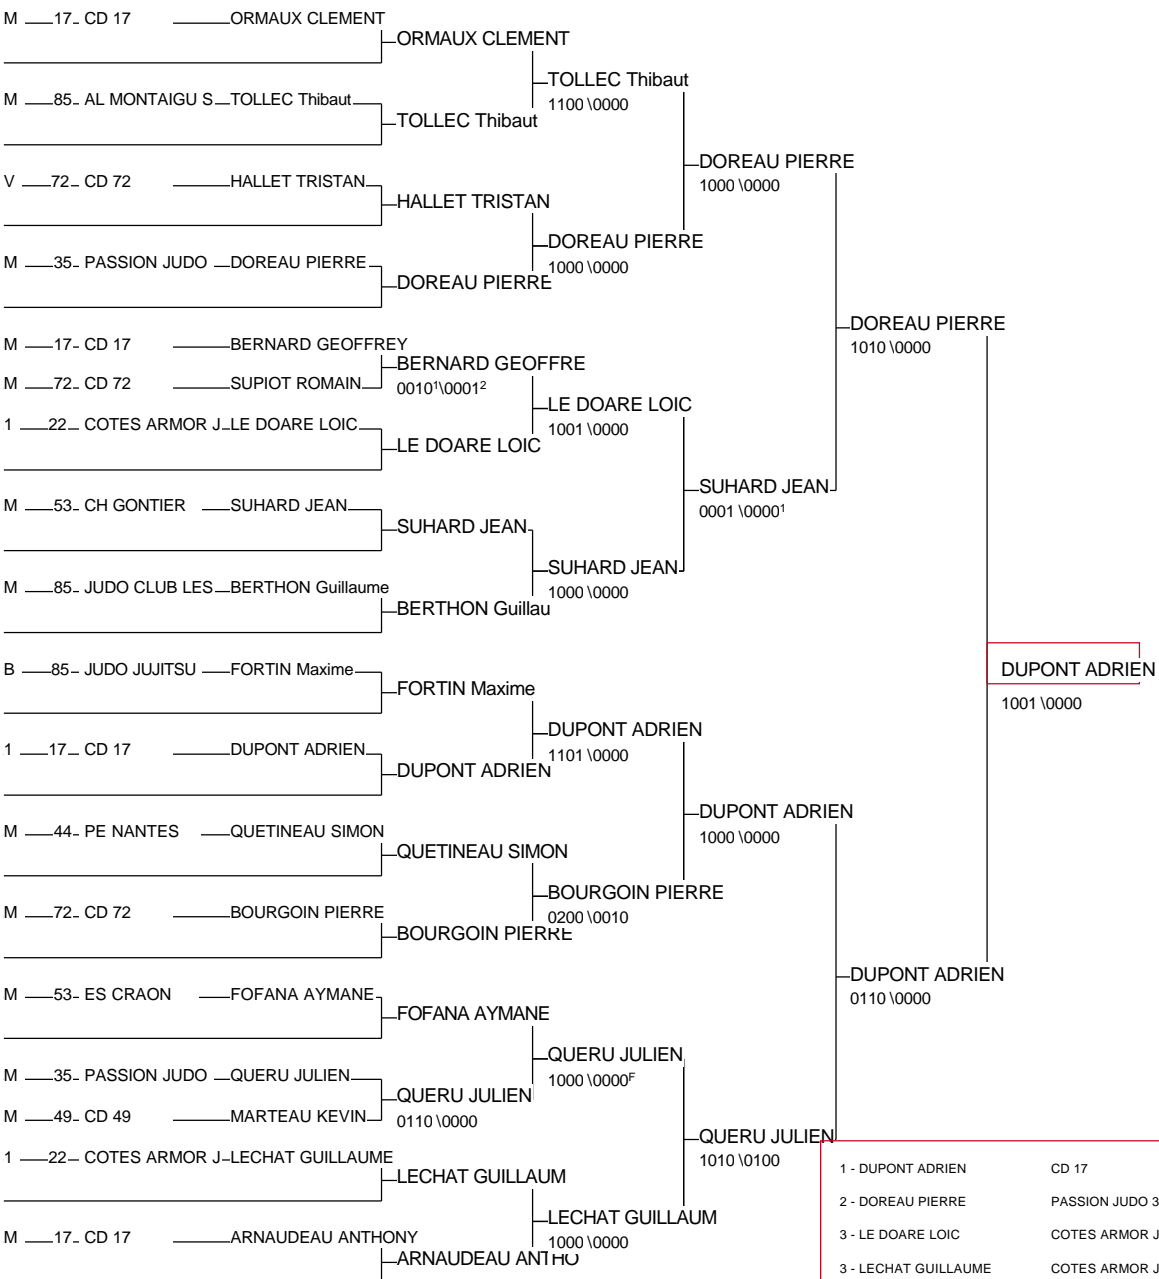 M 17 CD 17 ORMAUX CLEMENT
ORMAUX CLEMENT
TOLLEC Thibaut
1100 \0000
M 85 AL MONTAIGU S TOLLEC Thibaut
TOLLEC Thibaut
DOREAU PIERRE
1000 \0000
V 72 CD 72 HALLET TRISTAN
HALLET TRISTAN
DOREAU PIERRE
1000 \0000
M 35 PASSION JUDO DOREAU PIERRE
DOREAU PIERRE
DOREAU PIERRE
1010 \0000
M 17 CD 17 BERNARD GEOFFREY
BERNARD GEOFFRE
0010¹\0001²
M 72 CD 72 SUPIOT ROMAIN
LE DOARE LOIC
1001 \0000
1 22 COTES ARMOR J LE DOARE LOIC
LE DOARE LOIC
SUHARD JEAN
0001 \0000¹
M 53 CH GONTIER SUHARD JEAN
SUHARD JEAN
SUHARD JEAN
1000 \0000
M 85 JUDO CLUB LES BERTHON Guillaume
BERTHON Guillau
DUPONT ADRIEN
1001 \0000
B 85 JUDO JUJITSU FORTIN Maxime
FORTIN Maxime
DUPONT ADRIEN
1101 \0000
1 17 CD 17 DUPONT ADRIEN
DUPONT ADRIEN
DUPONT ADRIEN
1000 \0000
M 44 PE NANTES QUETINEAU SIMON
QUETINEAU SIMON
BOURGOIN PIERRE
0200 \0010
M 72 CD 72 BOURGOIN PIERRE
BOURGOIN PIERRE
DUPONT ADRIEN
0110 \0000
M 53 ES CRAON FOFANA AYMANE
FOFANA AYMANE
QUERU JULIEN
1000 \0000F
M 35 PASSION JUDO QUERU JULIEN
QUERU JULIEN
0110 \0000
M 49 CD 49 MARTEAU KEVIN
QUERU JULIEN
1010 \0100
1 22 COTES ARMOR J LECHAT GUILLAUME
LECHAT GUILLAUM
LECHAT GUILLAUM
1000 \0000
M 17 CD 17 ARNAUDEAU ANTHONY
ARNAUDEAU ANTHO
1 - DUPONT ADRIEN CD 17
2 - DOREAU PIERRE PASSION JUDO 3
3 - LE DOARE LOIC COTES ARMOR J
3 - LECHAT GUILLAUME COTES ARMOR J